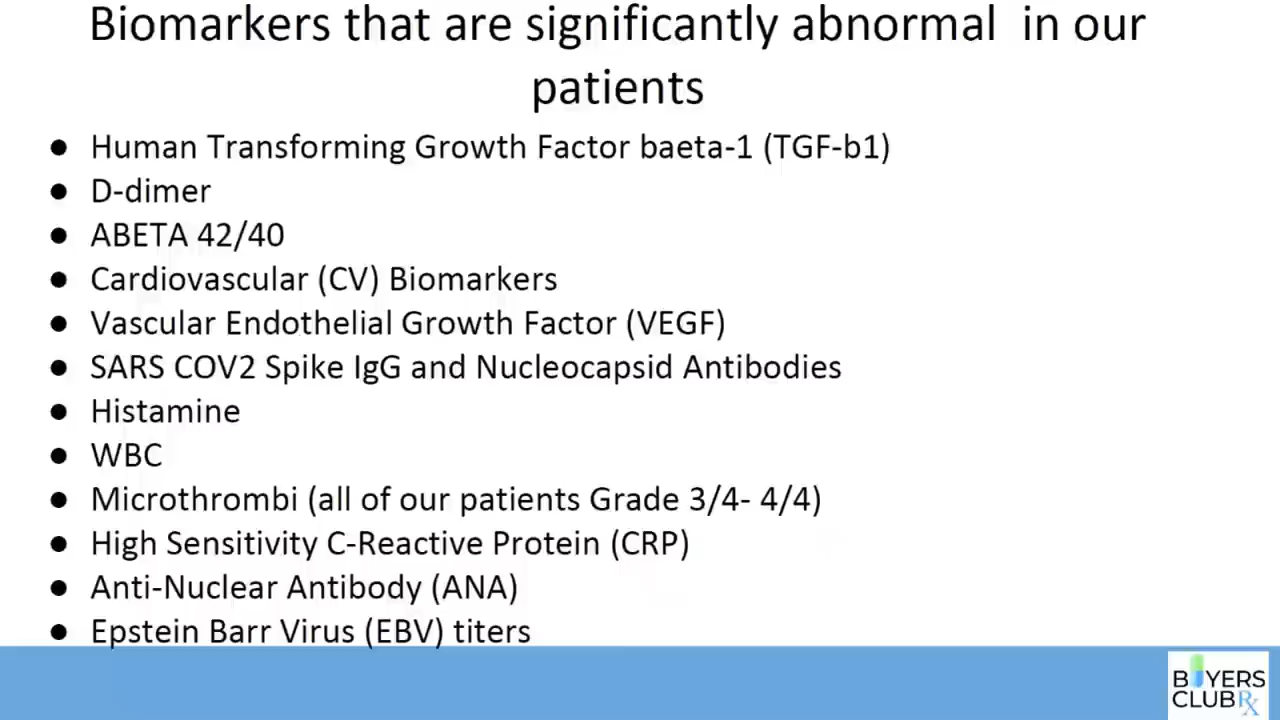 Biomarkers that are significantly abnormal in our
patients
● Human Transforming Growth Factor baeta-1 (TGF-b1)
● D-dimer
● ABETA 42/40
● Cardiovascular (CV) Biomarkers
● Vascular Endothelial Growth Factor (VEGF)
● SARS COV2 Spike IgG and Nucleocapsid Antibodies
● Histamine
● WBC
● Microthrombi (all of our patients Grade 3/4- 4/4)
● High Sensitivity C-Reactive Protein (CRP)
● Anti-Nuclear Antibody (ANA)
● Epstein Barr Virus (EBV) titers
BUYERS
CLUB Rx